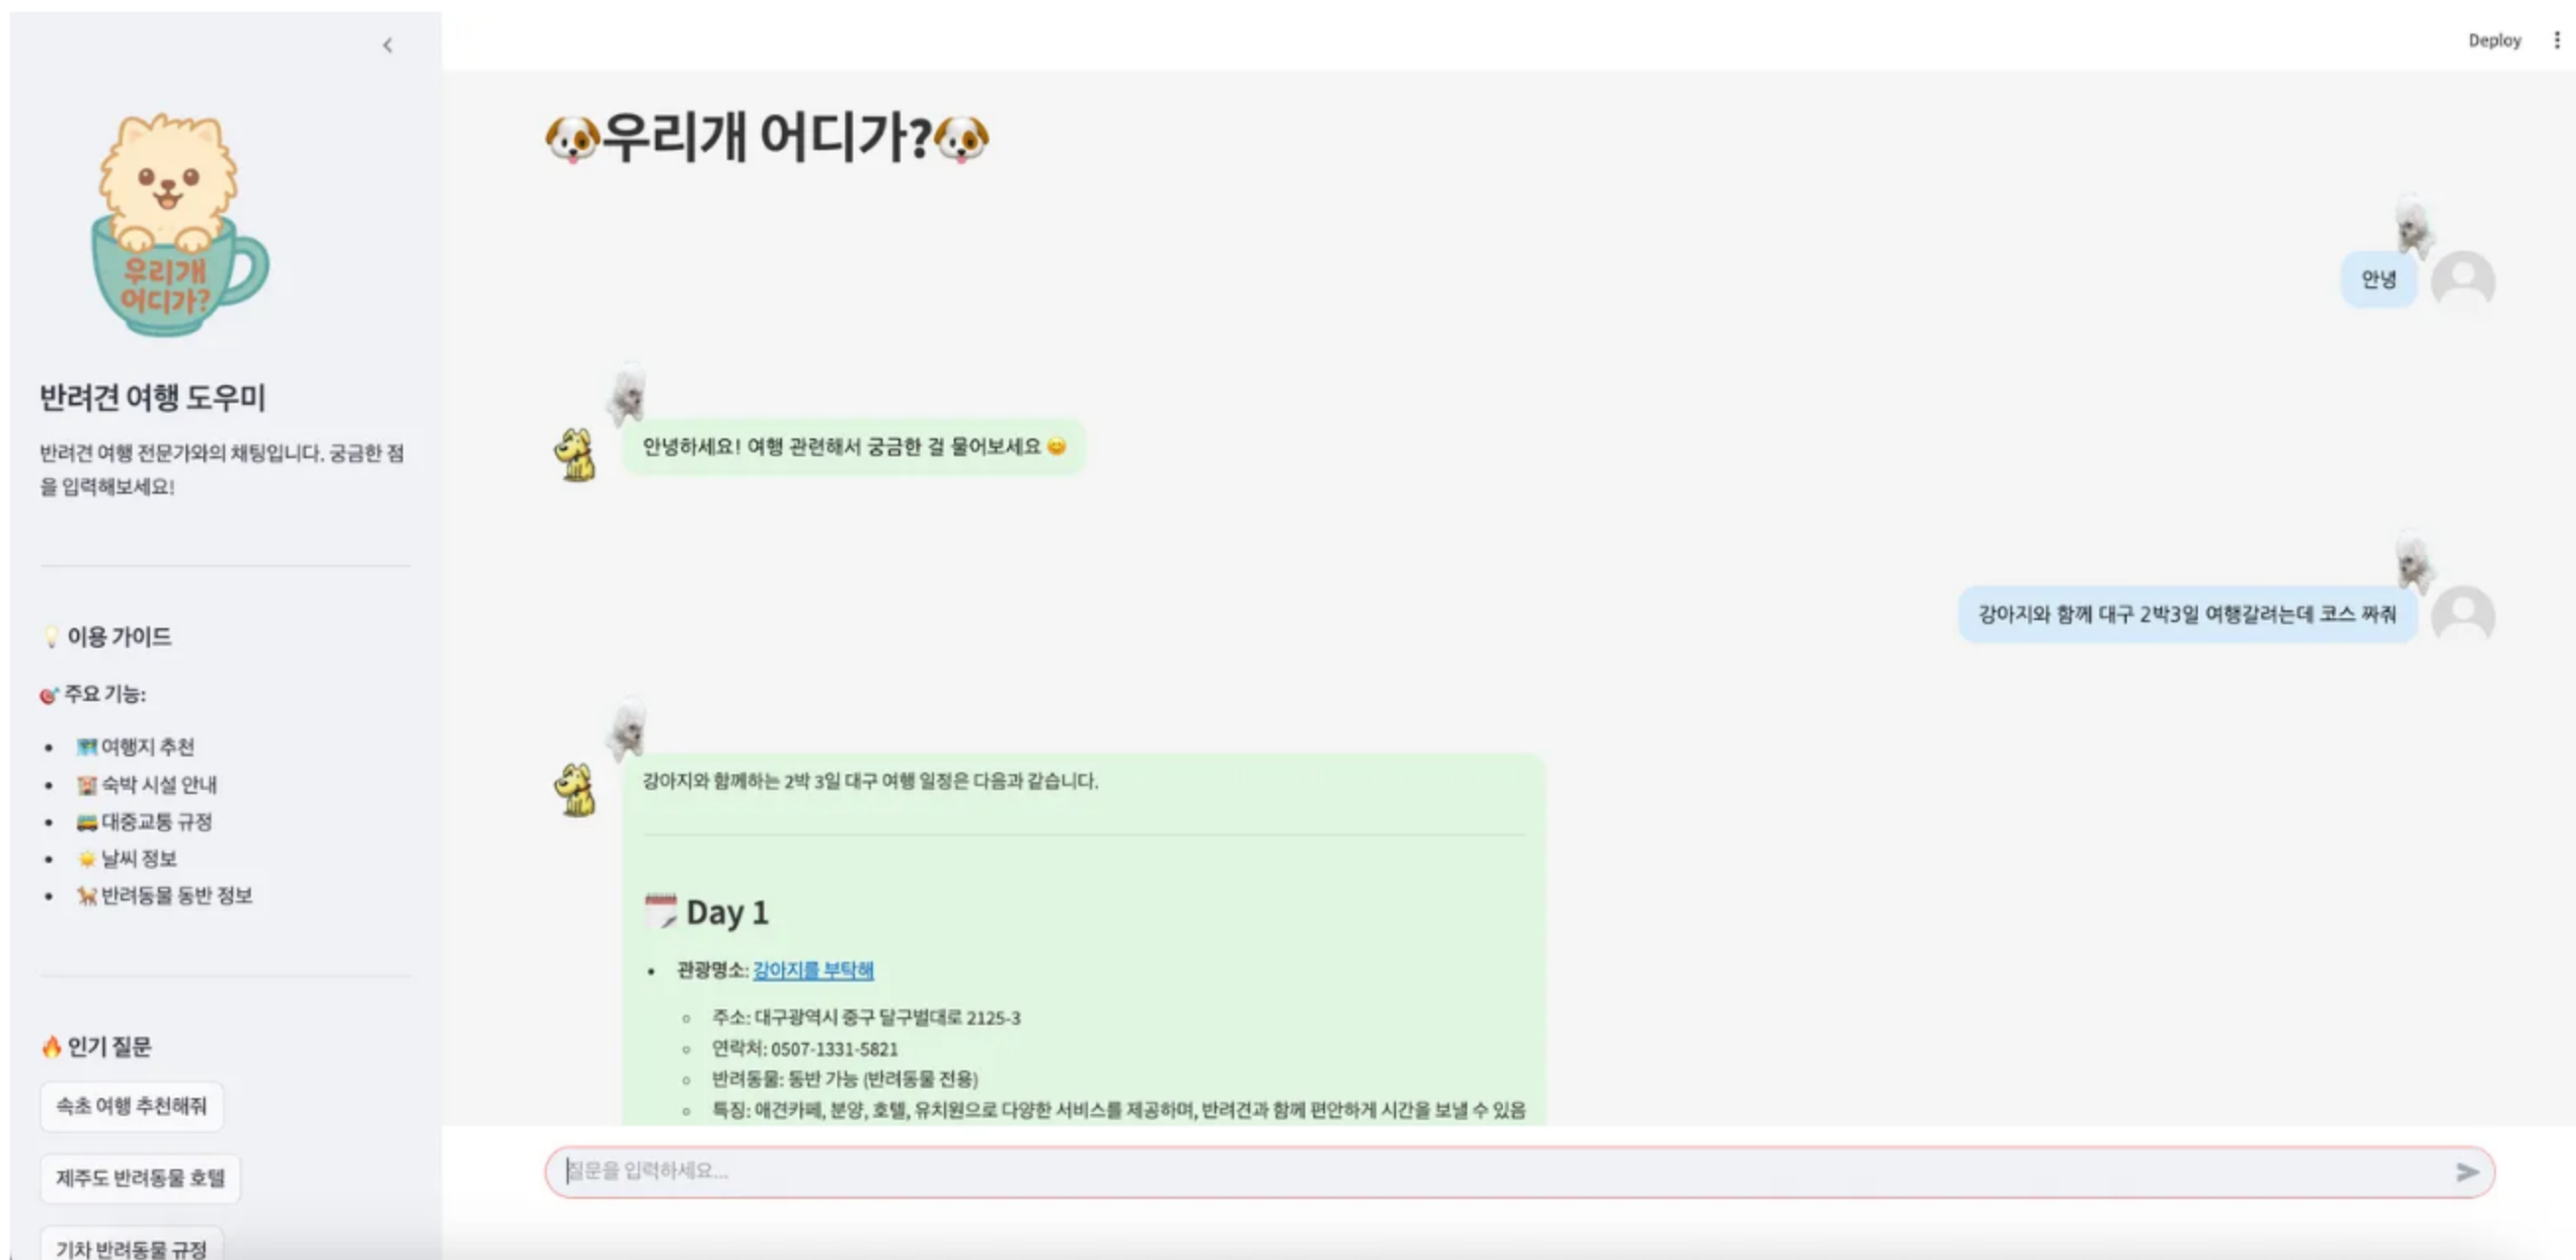 Deploy
우리개
어디가?
반려견 여행 도우미
반려견 여행 전문가와의 채팅입니다. 궁금한 점
을 입력해보세요!
이용 가이드
주요 기능:
여행지 추천
숙박 시설 안내
대중교통 규정
날씨 정보
반려동물 동반 정보
인기 질문
속초 여행 추천해줘
제주도 반려동물 호텔
기차 반려동물 규정
🐶우리개 어디가?🐶
안녕
안녕하세요! 여행 관련해서 궁금한 걸 물어보세요 😊
강아지와 함께 대구 2박3일 여행갈려는데 코스 짜줘
강아지와 함께하는 2박 3일 대구 여행 일정은 다음과 같습니다.
Day 1
관광명소: 강아지를 부탁해
주소: 대구광역시 중구 달구벌대로 2125-3
연락처: 0507-1331-5821
반려동물: 동반 가능 (반려동물 전용)
특징: 애견카페, 분양, 호텔, 유치원으로 다양한 서비스를 제공하며, 반려견과 함께 편안하게 시간을 보낼 수 있음
질문을 입력하세요...